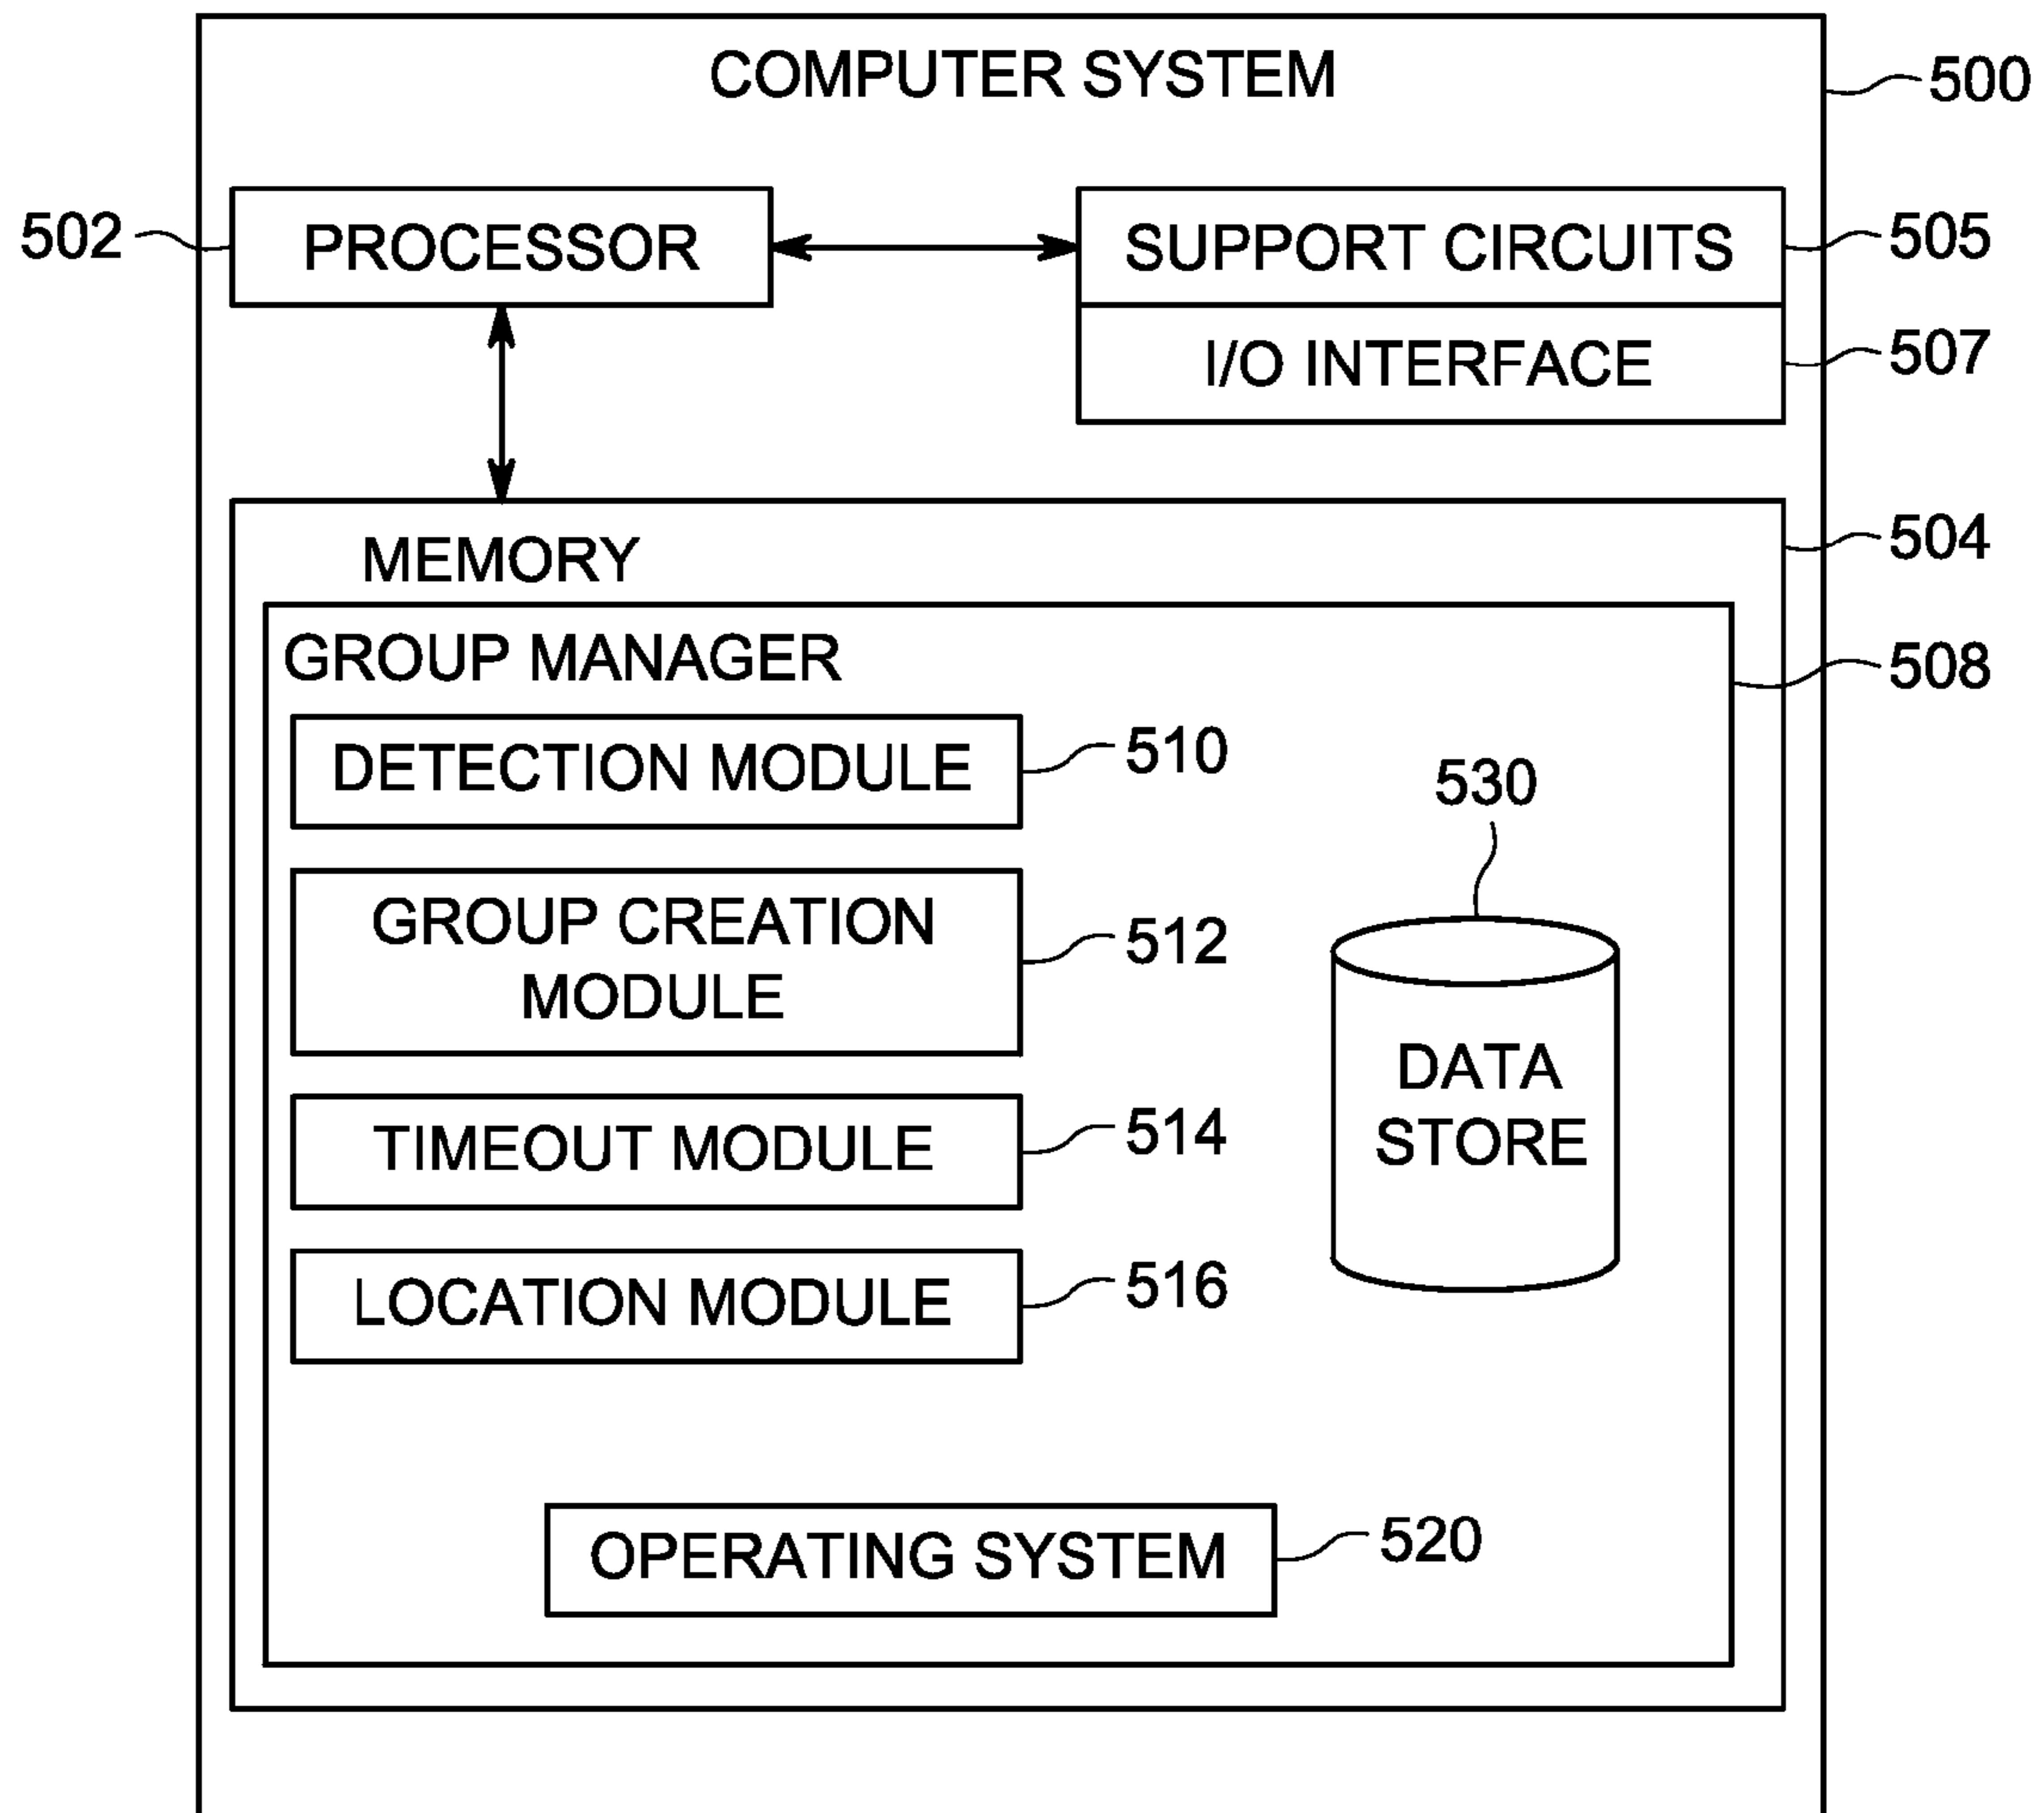 COMPUTER SYSTEM
500
502
PROCESSOR
SUPPORT CIRCUITS
505
I/O INTERFACE
507
MEMORY
504
GROUP MANAGER
508
DETECTION MODULE
510
GROUP CREATION
MODULE
512
TIMEOUT MODULE
514
LOCATION MODULE
516
530
DATA
STORE
OPERATING SYSTEM
520